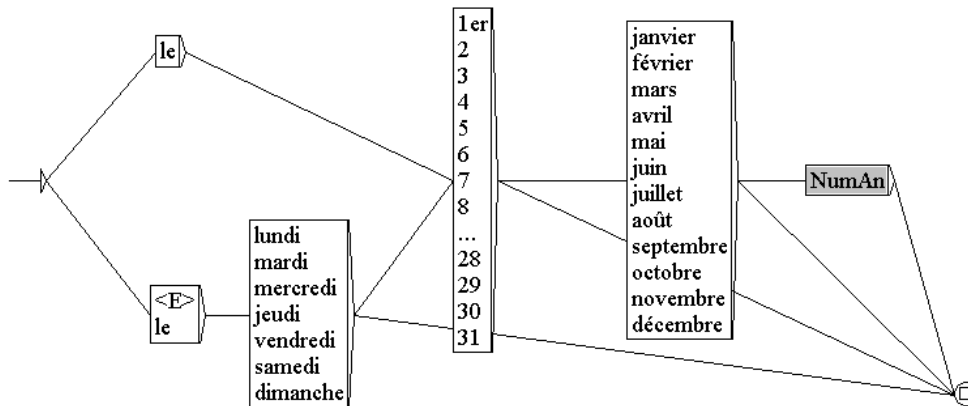 le
<E>
le
lundi
mardi
mercredi
jeudi
vendredi
samedi
dimanche
1er
2
3
4
5
6
7
8
...
28
29
30
31
janvier
février
mars
avril
mai
juin
juillet
août
septembre
octobre
novembre
décembre
NumAn